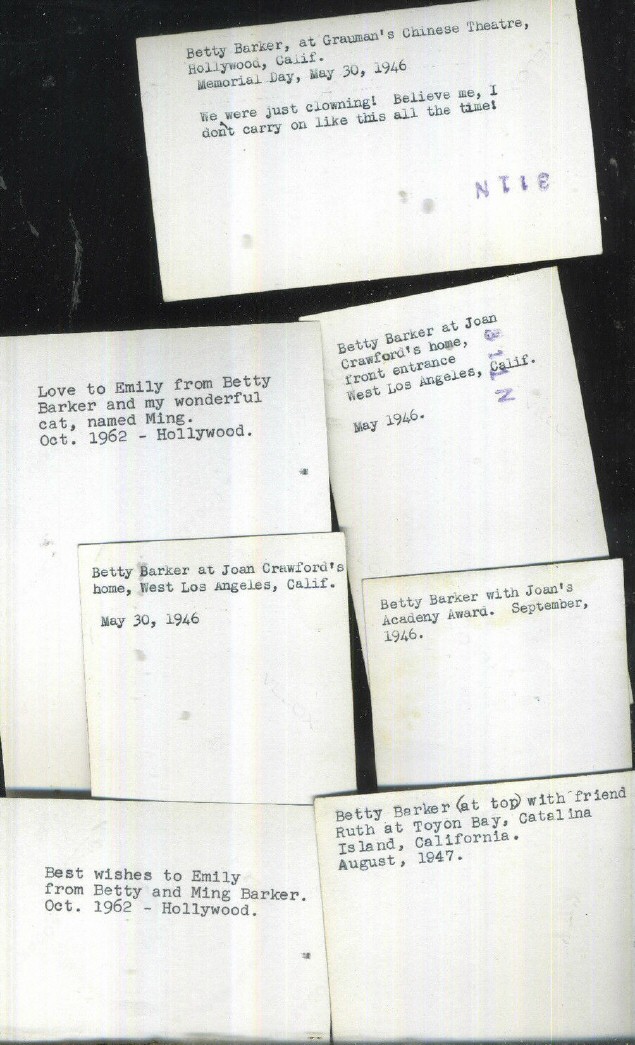 Betty Barker, at Grauman's Chinese Theatre,
Hollywood, Calif.
Memorial Day, May 30, 1946
We were just clowning! Believe me, I
don't carry on like this all the time!
311N
Betty Barker at Joan
Crawford's home,
front entrance
West Los Angeles, Calif.
May 1946.
311N
Love to Emily from Betty
Barker and my wonderful
cat, named Ming.
Oct. 1962 - Hollywood.
Betty Barker at Joan Crawford's
home, West Los Angeles, Calif.
May 30, 1946
Betty Barker with Joan's
Acadeny Award. September,
1946.
Betty Barker (at top) with friend
Ruth at Toyon Bay, Catalina
Island, California.
August, 1947.
Best wishes to Emily
from Betty and Ming Barker.
Oct. 1962 - Hollywood.